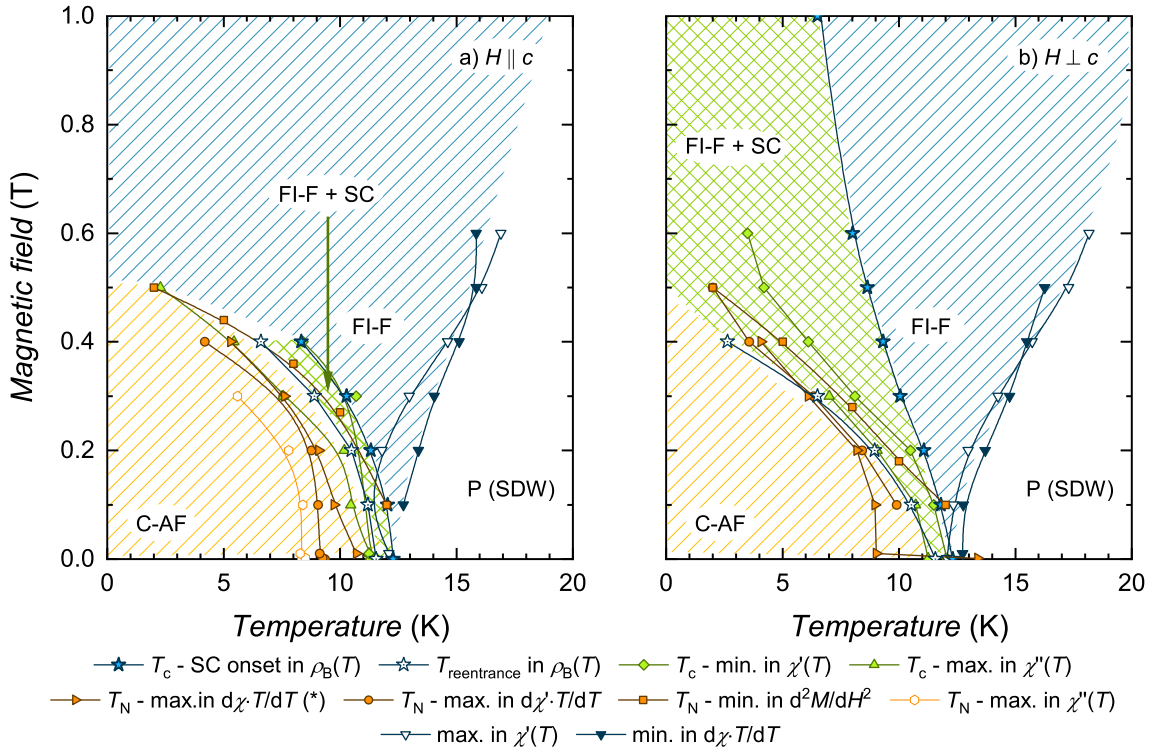 1.0
0.8
0.6
0.4
0.2
0.0
Magnetic field (T)
a) H ∥ c
FI-F + SC
FI-F
P (SDW)
C-AF
0 5 10 15 20
Temperature (K)
b) H ⊥ c
FI-F + SC
FI-F
P (SDW)
C-AF
0 5 10 15 20
Temperature (K)
Tc - SC onset in ρB(T) Treentrance in ρB(T) Tc - min. in χ'(T) Tc - max. in χ''(T)
TN - max.in dχ·T/dT (*) TN - max. in dχ'·T/dT TN - min. in d²M/dH² TN - max. in χ''(T)
max. in χ'(T) min. in dχ·T/dT